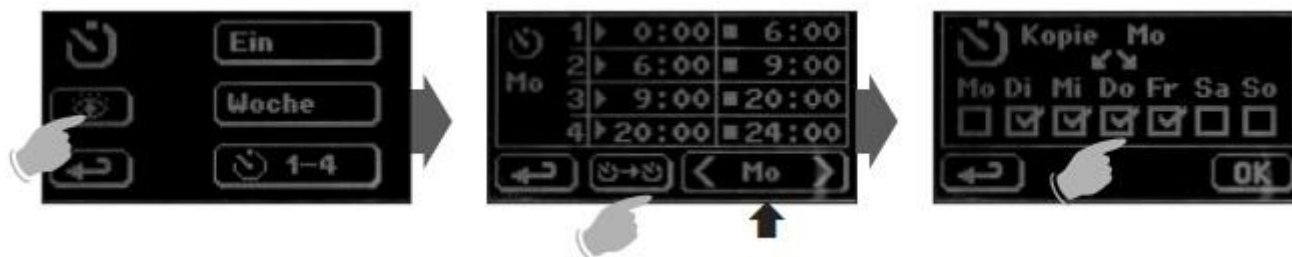 Ein
Woche
1-4
1 0:00 6:00
2 6:00 9:00
Mo
3 9:00 20:00
4 20:00 24:00
Mo
Kopie Mo
Mo Di Mi Do Fr Sa So
OK